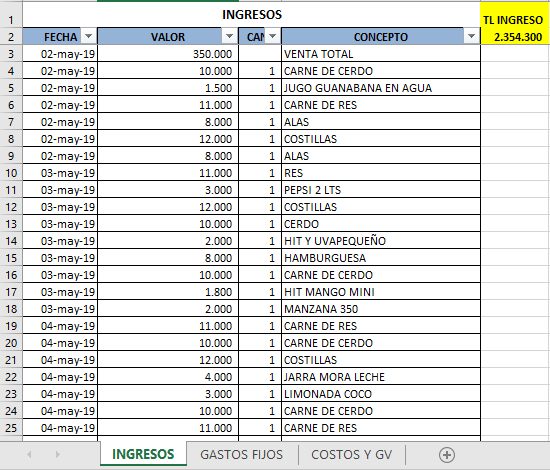 1 INGRESOS TL INGRESO
2 FECHA VALOR CAN CONCEPTO 2.354.300
3 02-may-19 350.000 VENTA TOTAL
4 02-may-19 10.000 1 CARNE DE CERDO
5 02-may-19 1.500 1 JUGO GUANABANA EN AGUA
6 02-may-19 11.000 1 CARNE DE RES
7 02-may-19 8.000 1 ALAS
8 02-may-19 12.000 1 COSTILLAS
9 02-may-19 8.000 1 ALAS
10 03-may-19 11.000 1 RES
11 03-may-19 3.000 1 PEPSI 2 LTS
12 03-may-19 12.000 1 COSTILLAS
13 03-may-19 10.000 1 CERDO
14 03-may-19 2.000 1 HIT Y UVAPEQUEÑO
15 03-may-19 8.000 1 HAMBURGUESA
16 03-may-19 10.000 1 CARNE DE CERDO
17 03-may-19 1.800 1 HIT MANGO MINI
18 03-may-19 2.000 1 MANZANA 350
19 04-may-19 11.000 1 CARNE DE RES
20 04-may-19 10.000 1 CARNE DE CERDO
21 04-may-19 12.000 1 COSTILLAS
22 04-may-19 4.000 1 JARRA MORA LECHE
23 04-may-19 3.000 1 LIMONADA COCO
24 04-may-19 10.000 1 CARNE DE CERDO
25 04-may-19 11.000 1 CARNE DE RES
INGRESOS GASTOS FIJOS COSTOS Y GV